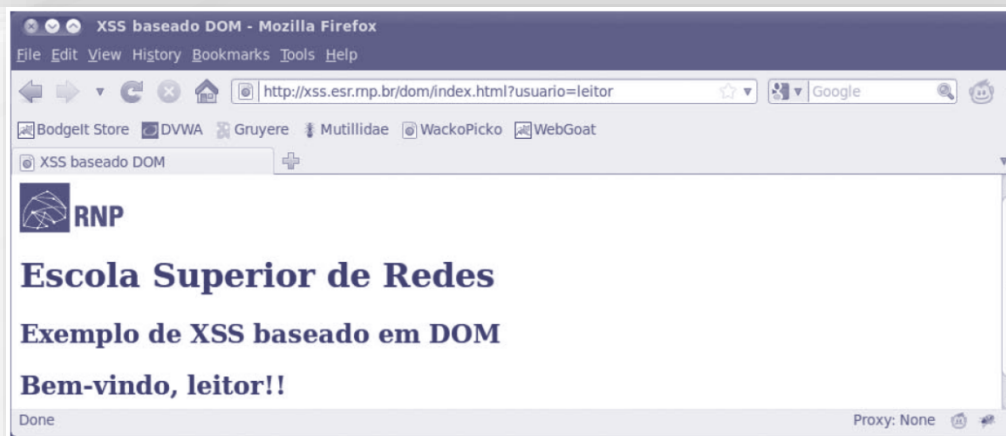 XSS baseado DOM - Mozilla Firefox
File Edit View History Bookmarks Tools Help
http://xss.esr.rnp.br/dom/index.html?usuario=leitor Google
BodgeIt Store DVWA Gruyere Mutillidae WackoPicko WebGoat
XSS baseado DOM
RNP
Escola Superior de Redes
Exemplo de XSS baseado em DOM
Bem-vindo, leitor!!
Done Proxy: None